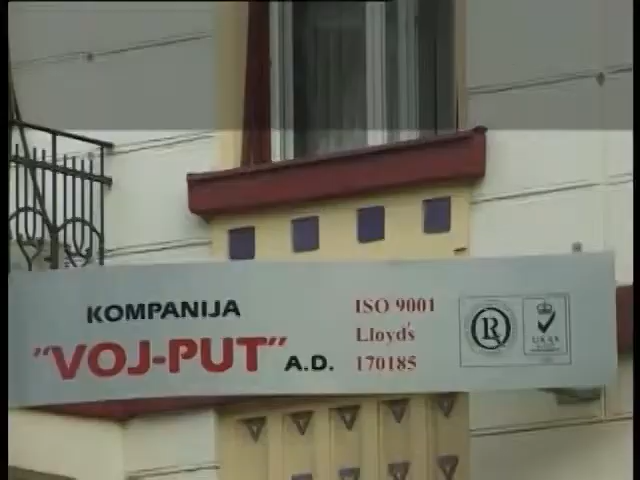 KOMPANIJA
"VOJ-PUT" A.D.
ISO 9001
Lloyd's
170185